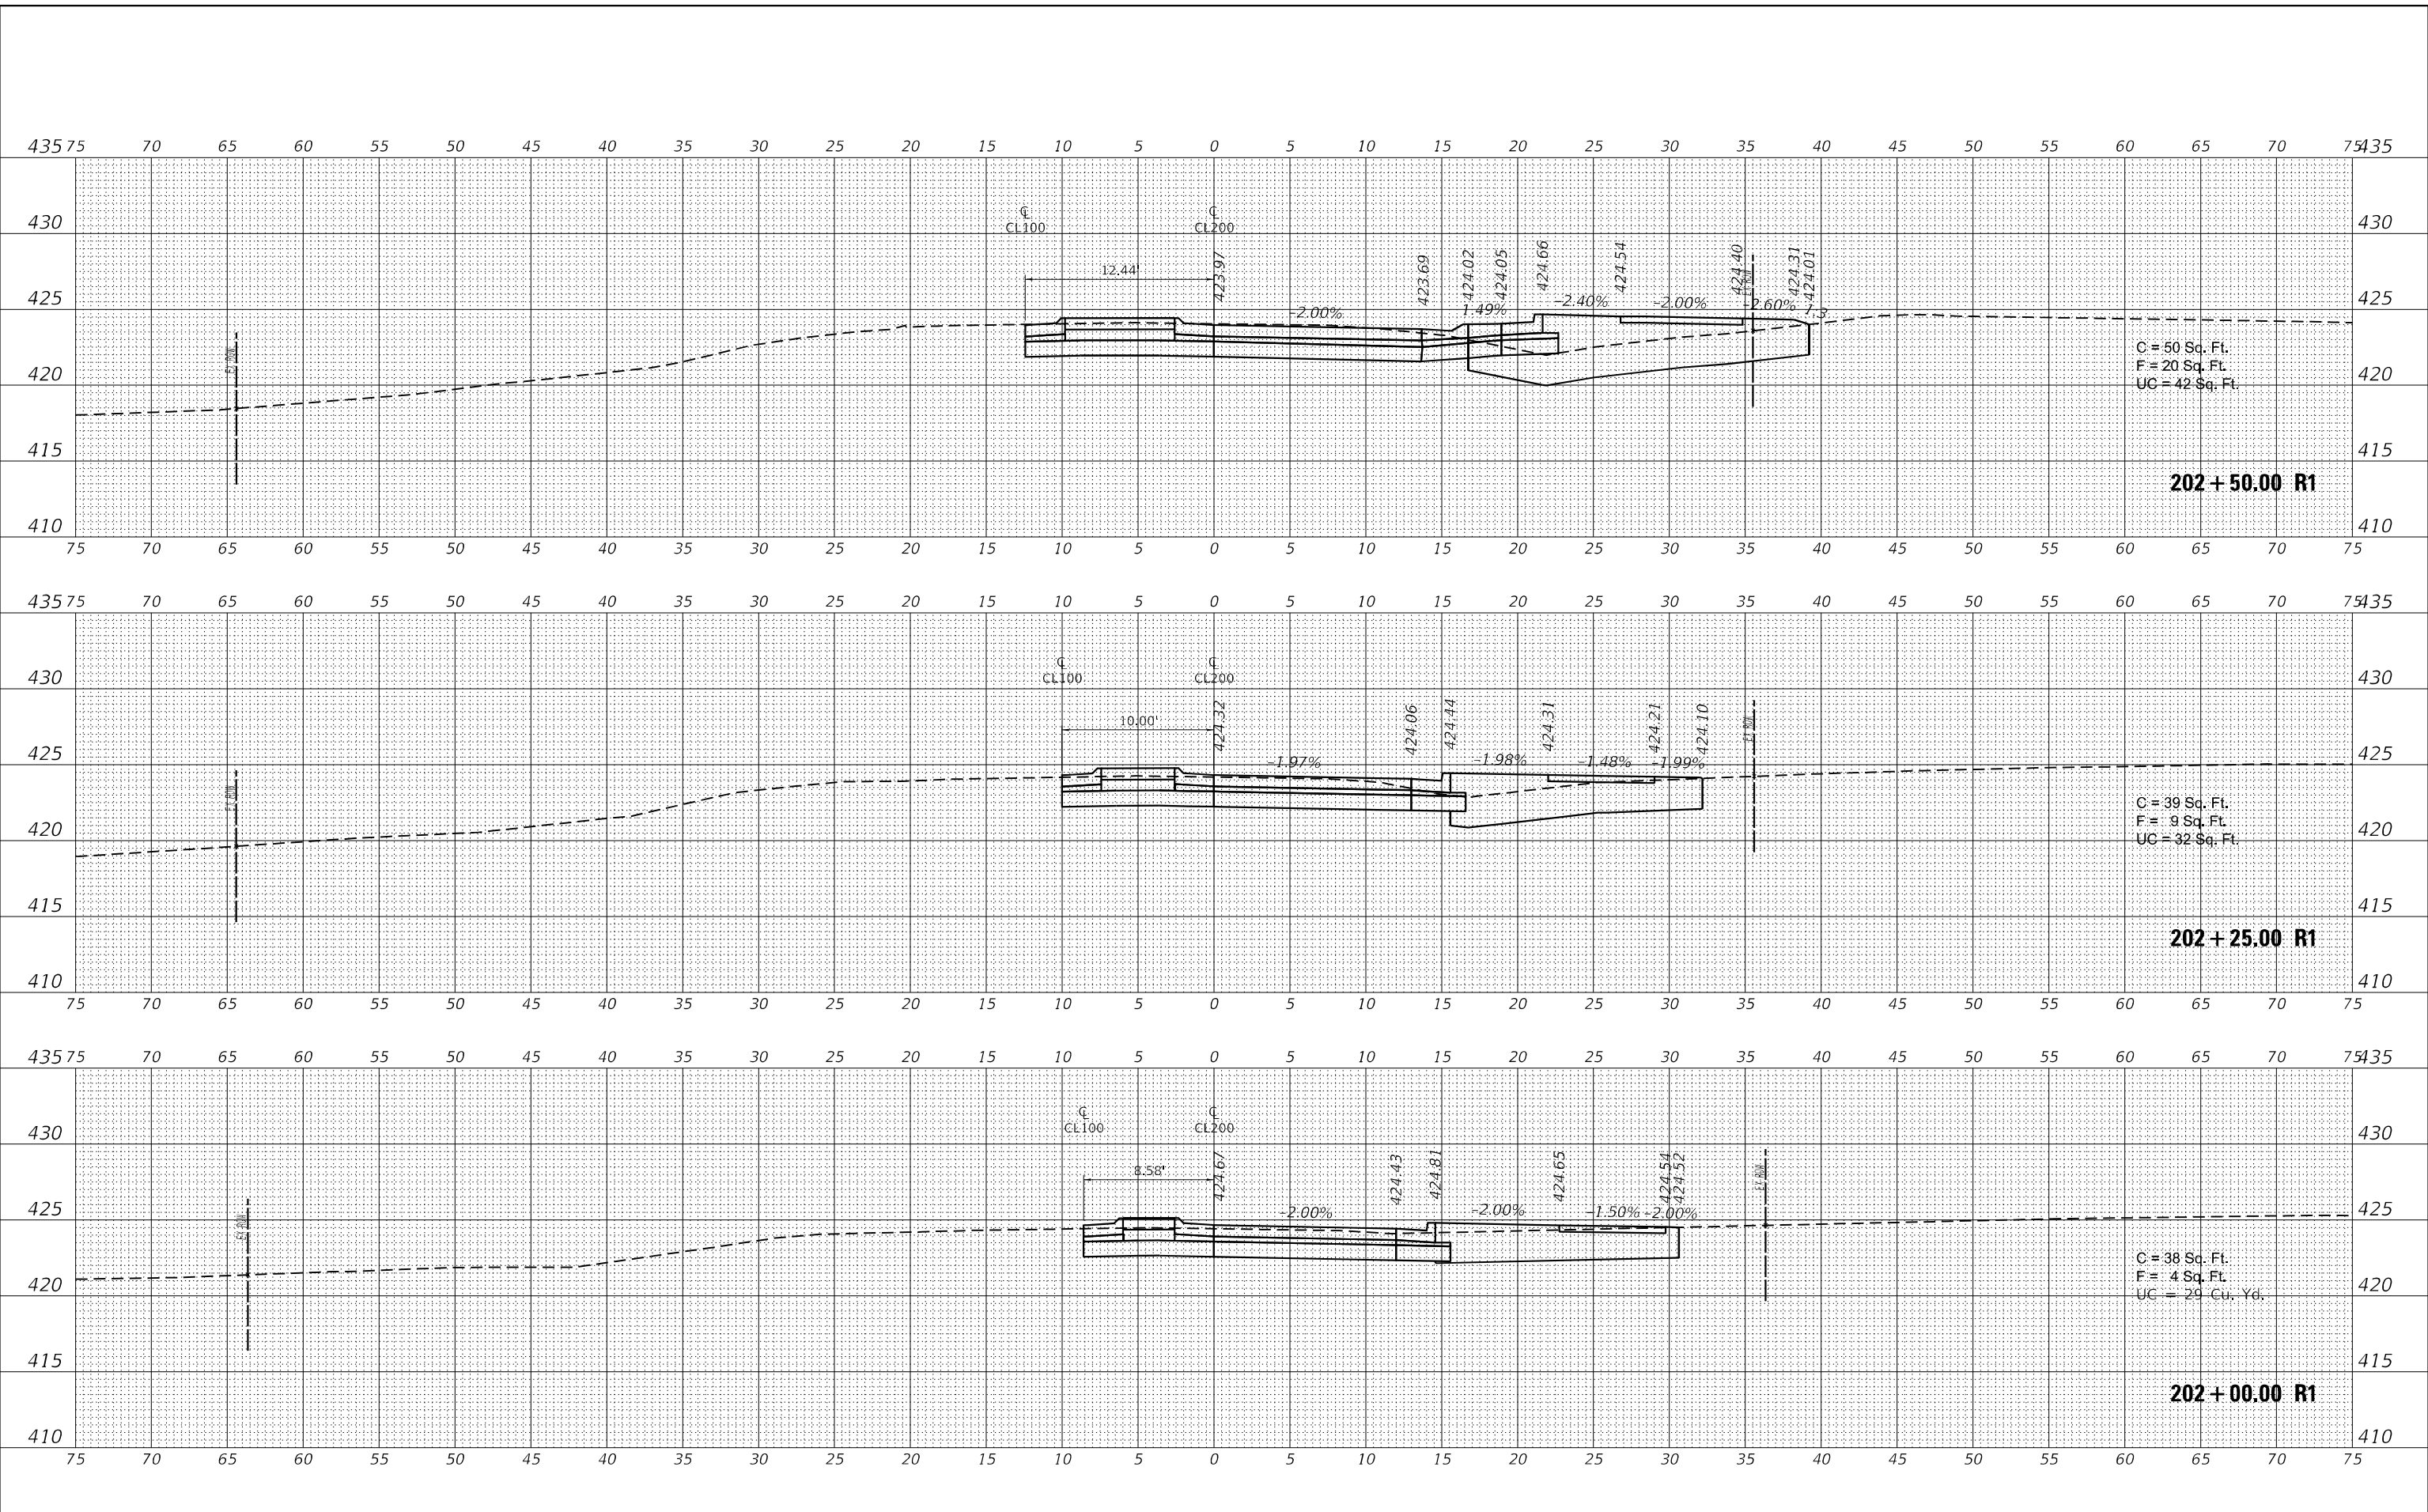 435 75 70 65 60 55 50 45 40 35 30 25 20 15 10 5 0 5 10 15 20 25 30 35 40 45 50 55 60 65 70 75 435
430 430
℄ ℄
CL100 CL200
12.44'
423.97 423.69 424.02 424.05 424.66 424.54 424.40 424.31 424.01
EX ROW
425 425
-2.00% 1.49% -2.40% -2.00% -2.60% 1:3
EX ROW
C = 50 Sq. Ft.
F = 20 Sq. Ft.
UC = 42 Sq. Ft.
420 420
415 415
202 + 50.00 R1
410 410
75 70 65 60 55 50 45 40 35 30 25 20 15 10 5 0 5 10 15 20 25 30 35 40 45 50 55 60 65 70 75
435 75 70 65 60 55 50 45 40 35 30 25 20 15 10 5 0 5 10 15 20 25 30 35 40 45 50 55 60 65 70 75 435
430 430
℄ ℄
CL100 CL200
10.00'
424.32 424.06 424.44 424.31 424.21 424.10
EX ROW
425 425
-1.97% -1.98% -1.48% -1.99%
EX ROW
C = 39 Sq. Ft.
F = 9 Sq. Ft.
UC = 32 Sq. Ft.
420 420
415 415
202 + 25.00 R1
410 410
75 70 65 60 55 50 45 40 35 30 25 20 15 10 5 0 5 10 15 20 25 30 35 40 45 50 55 60 65 70 75
435 75 70 65 60 55 50 45 40 35 30 25 20 15 10 5 0 5 10 15 20 25 30 35 40 45 50 55 60 65 70 75 435
430 430
℄ ℄
CL100 CL200
8.58'
424.67 424.43 424.81 424.65 424.54 424.52
EX ROW
425 425
-2.00% -2.00% -1.50% -2.00%
EX ROW
C = 38 Sq. Ft.
F = 4 Sq. Ft.
UC = 29 Cu. Yd.
420 420
415 415
202 + 00.00 R1
410 410
75 70 65 60 55 50 45 40 35 30 25 20 15 10 5 0 5 10 15 20 25 30 35 40 45 50 55 60 65 70 75